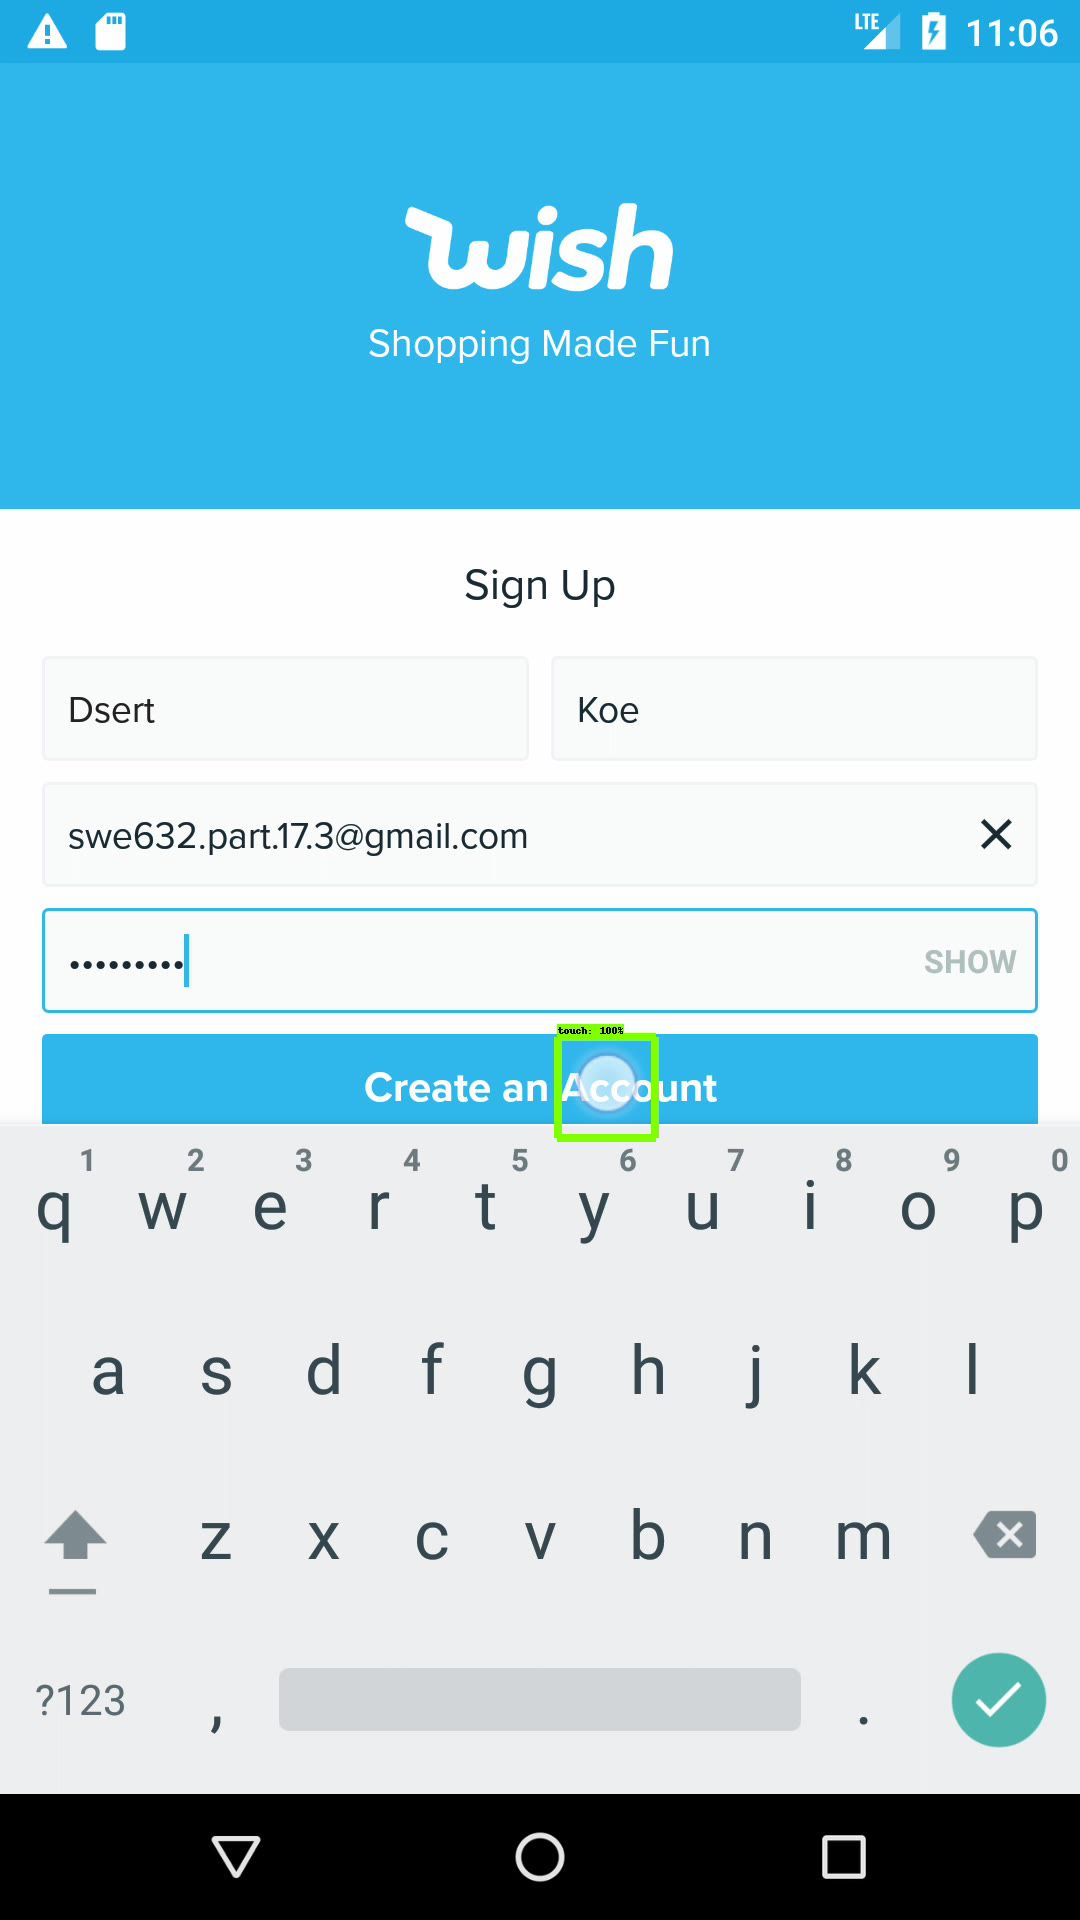 LTE 11:06
wish
Shopping Made Fun
Sign Up
Dsert Koe
swe632.part.17.3@gmail.com
••••••••• SHOW
touch: 100%
Create an Account
1 2 3 4 5 6 7 8 9 0
q w e r t y u i o p
a s d f g h j k l
z x c v b n m
?123 , .